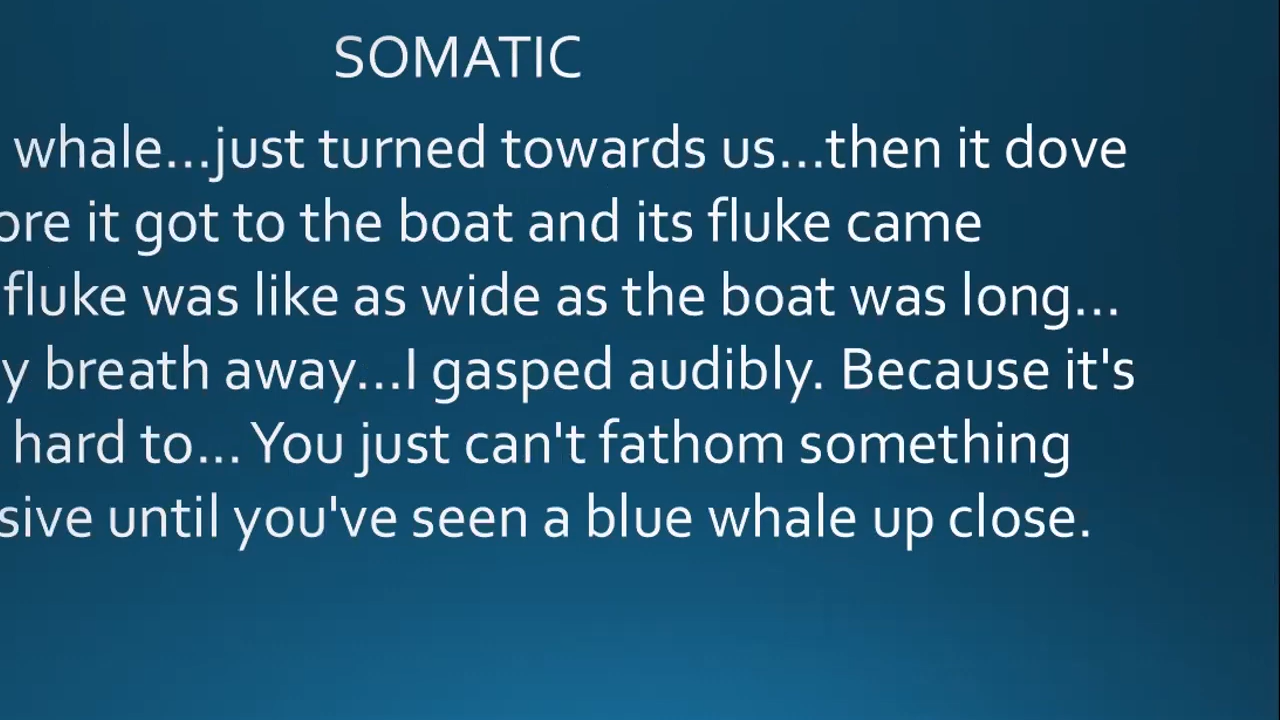 SOMATIC
whale...just turned towards us...then it dove
ore it got to the boat and its fluke came
fluke was like as wide as the boat was long...
y breath away...I gasped audibly. Because it's
hard to... You just can't fathom something
sive until you've seen a blue whale up close.